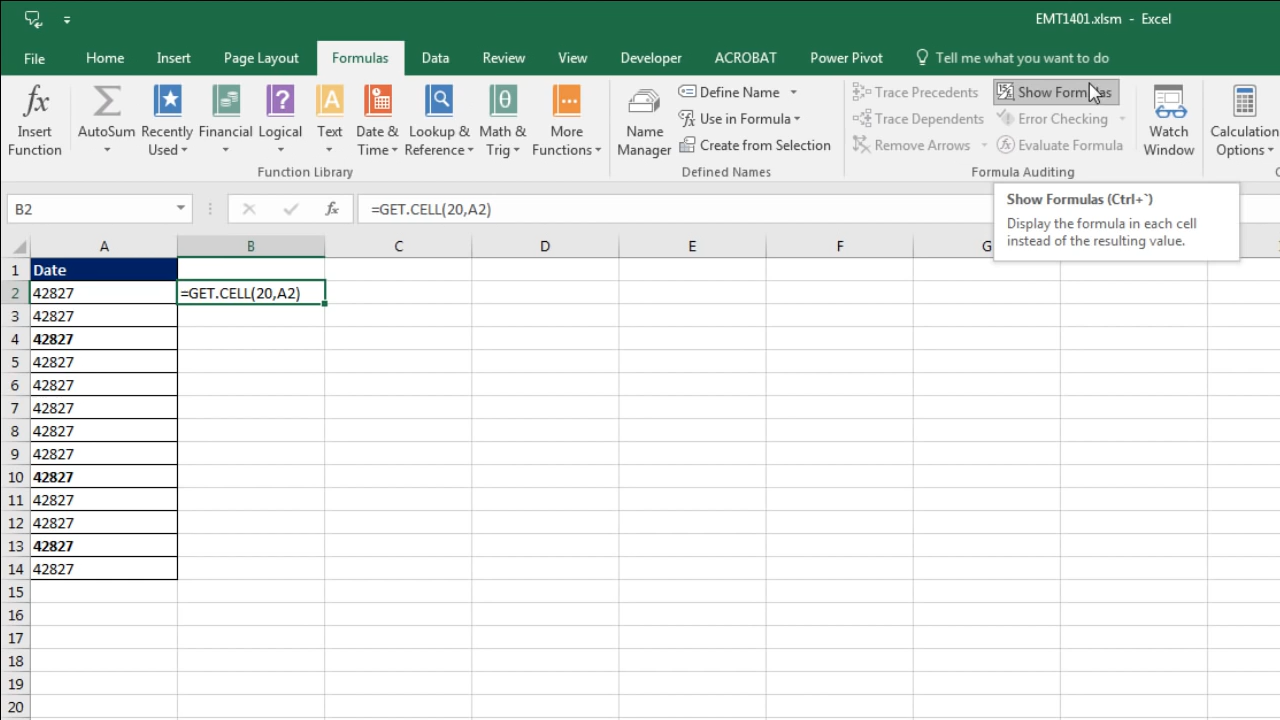 EMT1401.xlsm - Excel
File Home Insert Page Layout Formulas Data Review View Developer ACROBAT Power Pivot Tell me what you want to do
fx Insert Function
AutoSum
Recently Used
Financial
Logical
Text
Date & Time
Lookup & Reference
Math & Trig
More Functions
Function Library
Name Manager
Define Name
Use in Formula
Create from Selection
Defined Names
Trace Precedents
Trace Dependents
Remove Arrows
Show Formulas
Error Checking
Evaluate Formula
Formula Auditing
Watch Window
Calculation Options
Show Formulas (Ctrl+`)
Display the formula in each cell
instead of the resulting value.
B2 fx =GET.CELL(20,A2)
A B C D E F G
1 Date
2 42827 =GET.CELL(20,A2)
3 42827
4 42827
5 42827
6 42827
7 42827
8 42827
9 42827
10 42827
11 42827
12 42827
13 42827
14 42827
15
16
17
18
19
20